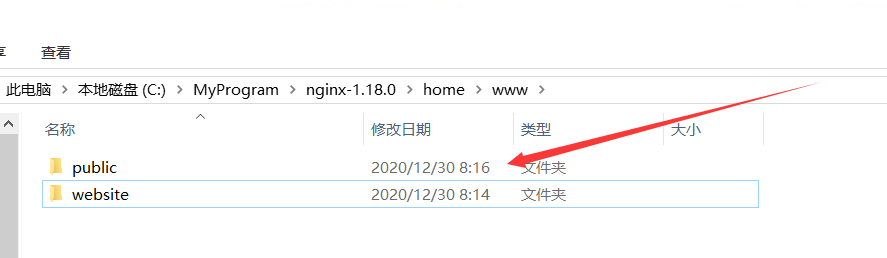 查看
此电脑 > 本地磁盘 (C:) > MyProgram > nginx-1.18.0 > home > www >
名称 修改日期 类型 大小
public 2020/12/30 8:16 文件夹
website 2020/12/30 8:14 文件夹